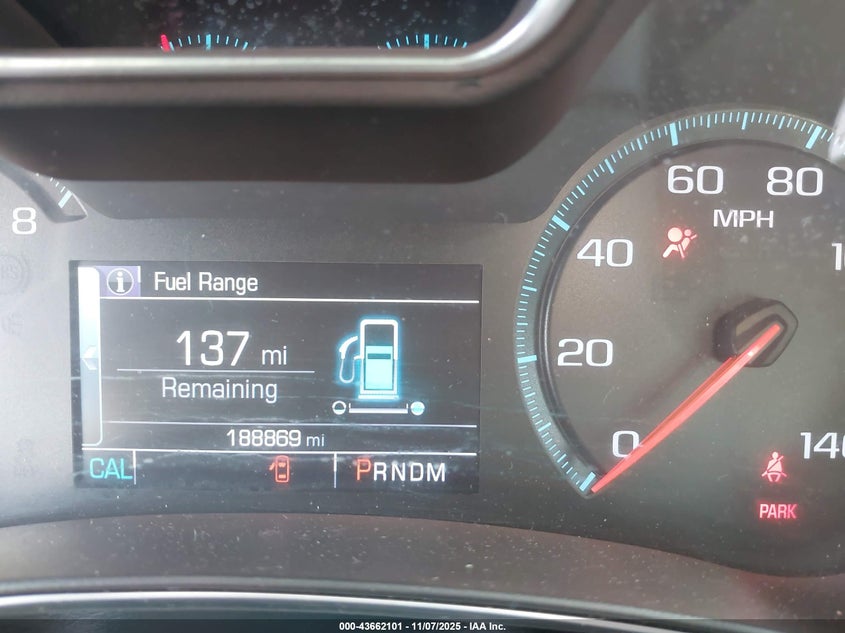 60 80
8
MPH
40
Fuel Range
137 mi
20
Remaining
188869 mi
0
140
CAL
PRNDM
PARK
000-43662101 - 11/07/2025 - IAA Inc.